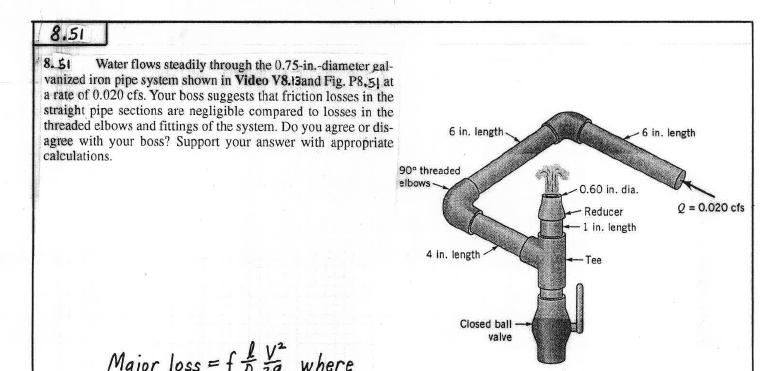 8.51
8.51 Water flows steadily through the 0.75-in.-diameter gal-
vanized iron pipe system shown in Video V8.13 and Fig. P8.51 at
a rate of 0.020 cfs. Your boss suggests that friction losses in the
straight pipe sections are negligible compared to losses in the
threaded elbows and fittings of the system. Do you agree or dis-
agree with your boss? Support your answer with appropriate
calculations.
6 in. length
6 in. length
90° threaded
elbows
0.60 in. dia.
Q = 0.020 cfs
Reducer
1 in. length
4 in. length
Tee
Closed ball
valve
Major loss = f l/D V²/2g where